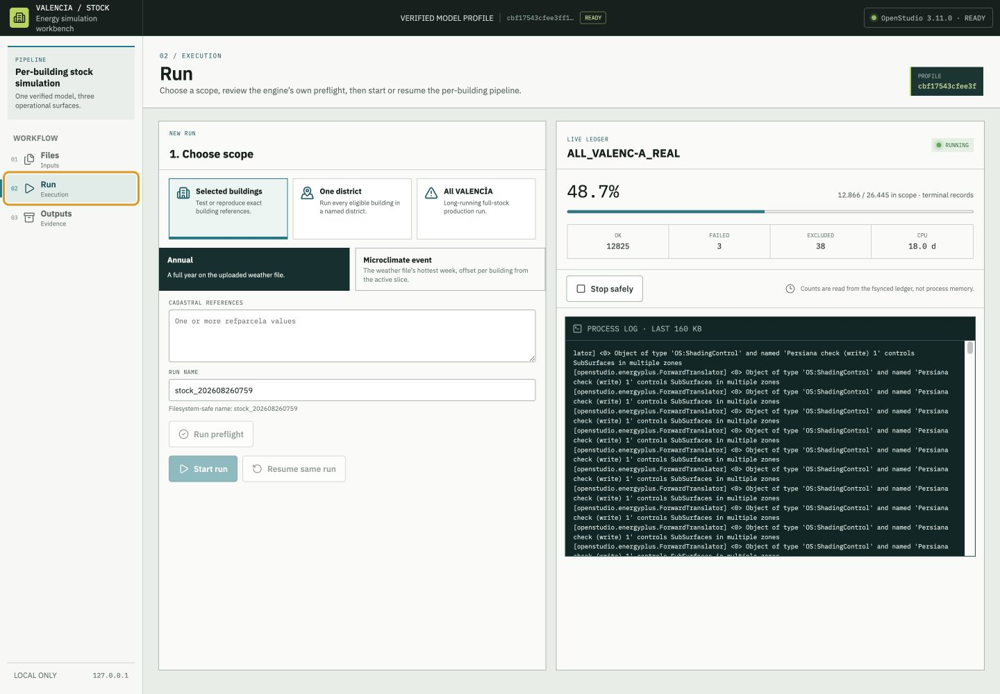 VALENCIA / STOCK
Energy simulation
workbench
VERIFIED MODEL PROFILE
cbf17543cfee3ff1…
READY
OpenStudio 3.11.0 · READY
PIPELINE
Per-building stock
simulation
One verified model, three
operational surfaces.
WORKFLOW
01
Files
Inputs
02
Run
Execution
03
Outputs
Evidence
LOCAL ONLY
127.0.0.1
02 / EXECUTION
Run
Choose a scope, review the engine's own preflight, then start or resume the per-building pipeline.
PROFILE
cbf17543cfee3f
NEW RUN
1. Choose scope
Selected buildings
Test or reproduce exact
building references.
One district
Run every eligible building in
a named district.
All VALENCİA
Long-running full-stock
production run.
Annual
A full year on the uploaded weather file.
Microclimate event
The weather file's hottest week, offset per building from
the active slice.
CADASTRAL REFERENCES
One or more refparcela values
RUN NAME
stock_202608260759
Filesystem-safe name: stock_202608260759
Run preflight
Start run
Resume same run
LIVE LEDGER
ALL_VALENC-A_REAL
RUNNING
48.7%
12.866 / 26.445 in scope · terminal records
OK
12825
FAILED
3
EXCLUDED
38
CPU
18.0 d
Stop safely
Counts are read from the fsynced ledger, not process memory.
PROCESS LOG · LAST 160 KB
lator] <0> Object of type 'OS:ShadingControl' and named 'Persiana check (write) 1' controls
SubSurfaces in multiple zones
[openstudio.energyplus.ForwardTranslator] <0> Object of type 'OS:ShadingControl' and named 'Persiana
check (write) 1' controls SubSurfaces in multiple zones
[openstudio.energyplus.ForwardTranslator] <0> Object of type 'OS:ShadingControl' and named 'Persiana
check (write) 1' controls SubSurfaces in multiple zones
[openstudio.energyplus.ForwardTranslator] <0> Object of type 'OS:ShadingControl' and named 'Persiana
check (write) 1' controls SubSurfaces in multiple zones
[openstudio.energyplus.ForwardTranslator] <0> Object of type 'OS:ShadingControl' and named 'Persiana
check (write) 1' controls SubSurfaces in multiple zones
[openstudio.energyplus.ForwardTranslator] <0> Object of type 'OS:ShadingControl' and named 'Persiana
check (write) 1' controls SubSurfaces in multiple zones
[openstudio.energyplus.ForwardTranslator] <0> Object of type 'OS:ShadingControl' and named 'Persiana
check (write) 1' controls SubSurfaces in multiple zones
[openstudio.energyplus.ForwardTranslator] <0> Object of type 'OS:ShadingControl' and named 'Persiana
check (write) 1' controls SubSurfaces in multiple zones
[openstudio.energyplus.ForwardTranslator] <0> Object of type 'OS:ShadingControl' and named 'Persiana
check (write) 1' controls SubSurfaces in multiple zones
[openstudio.energyplus.ForwardTranslator] <0> Object of type 'OS:ShadingControl' and named 'Persiana
check (write) 1' controls SubSurfaces in multiple zones
[openstudio.energyplus.ForwardTranslator] <0> Object of type 'OS:ShadingControl' and named 'Persiana
check (write) 1' controls SubSurfaces in multiple zones